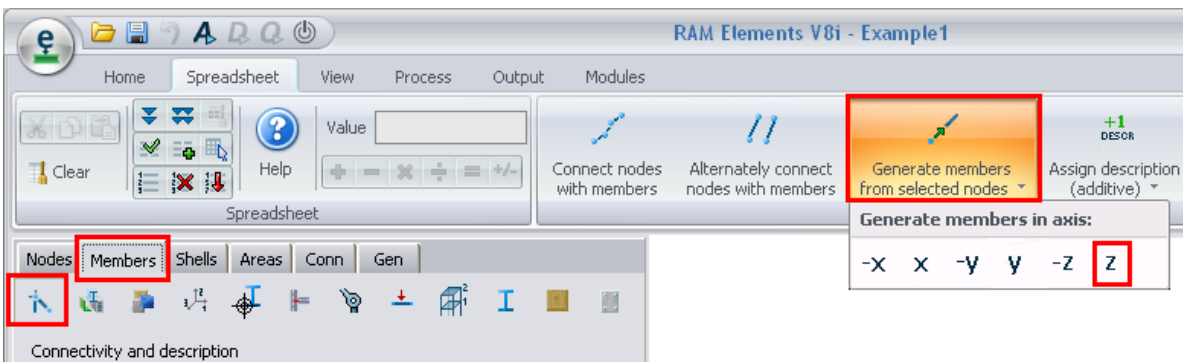 RAM Elements V8i - Example1
Home Spreadsheet View Process Output Modules
Clear
Help
Value
+ - × ÷ = +/-
Spreadsheet
Connect nodes
with members
Alternately connect
nodes with members
Generate members
from selected nodes
+1
DESCR
Assign description
(additive)
Generate members in axis:
-x x -y y -z z
Nodes Members Shells Areas Conn Gen
Connectivity and description